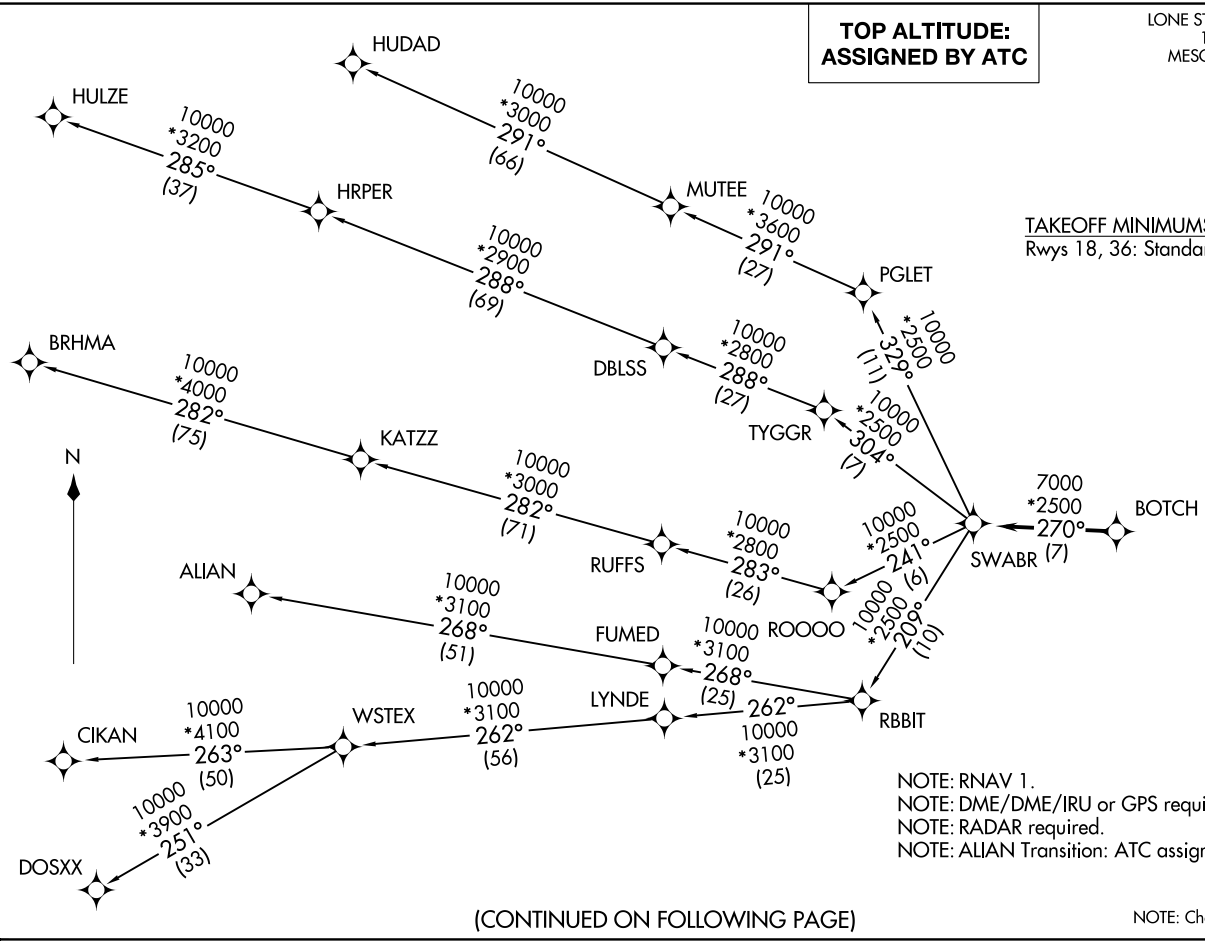 TOP ALTITUDE:
ASSIGNED BY ATC
LONE ST
1
MESQ
HUDAD
10000
*3000
291°
(66)
HULZE
10000
*3200
285°
(37)
HRPER
MUTEE
10000
*3600
291°
(27)
PGLET
TAKEOFF MINIMUMS
Rwys 18, 36: Standar
10000
*2900
288°
(69)
DBLSS
10000
*2800
288°
(27)
TYGGR
10000
*2500
329°
(11)
10000
*2500
304°
(7)
BRHMA
10000
*4000
282°
(75)
KATZZ
10000
*3000
282°
(71)
RUFFS
10000
*2800
283°
(26)
ROOOO
10000
*2500
241°
(6)
SWABR
7000
*2500
270°
(7)
BOTCH
N
10000
*2500
209°
(10)
RBBIT
ALIAN
10000
*3100
268°
(51)
FUMED
10000
*3100
268°
(25)
LYNDE
262°
10000
*3100
(25)
WSTEX
10000
*3100
262°
(56)
CIKAN
10000
*4100
263°
(50)
DOSXX
10000
*3900
251°
(33)
NOTE: RNAV 1.
NOTE: DME/DME/IRU or GPS requi
NOTE: RADAR required.
NOTE: ALIAN Transition: ATC assign
(CONTINUED ON FOLLOWING PAGE)
NOTE: Ch